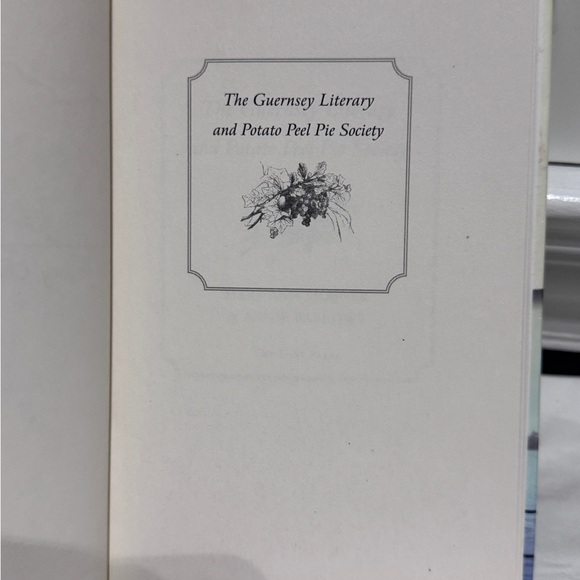 The Guernsey Literary
and Potato Peel Pie Society